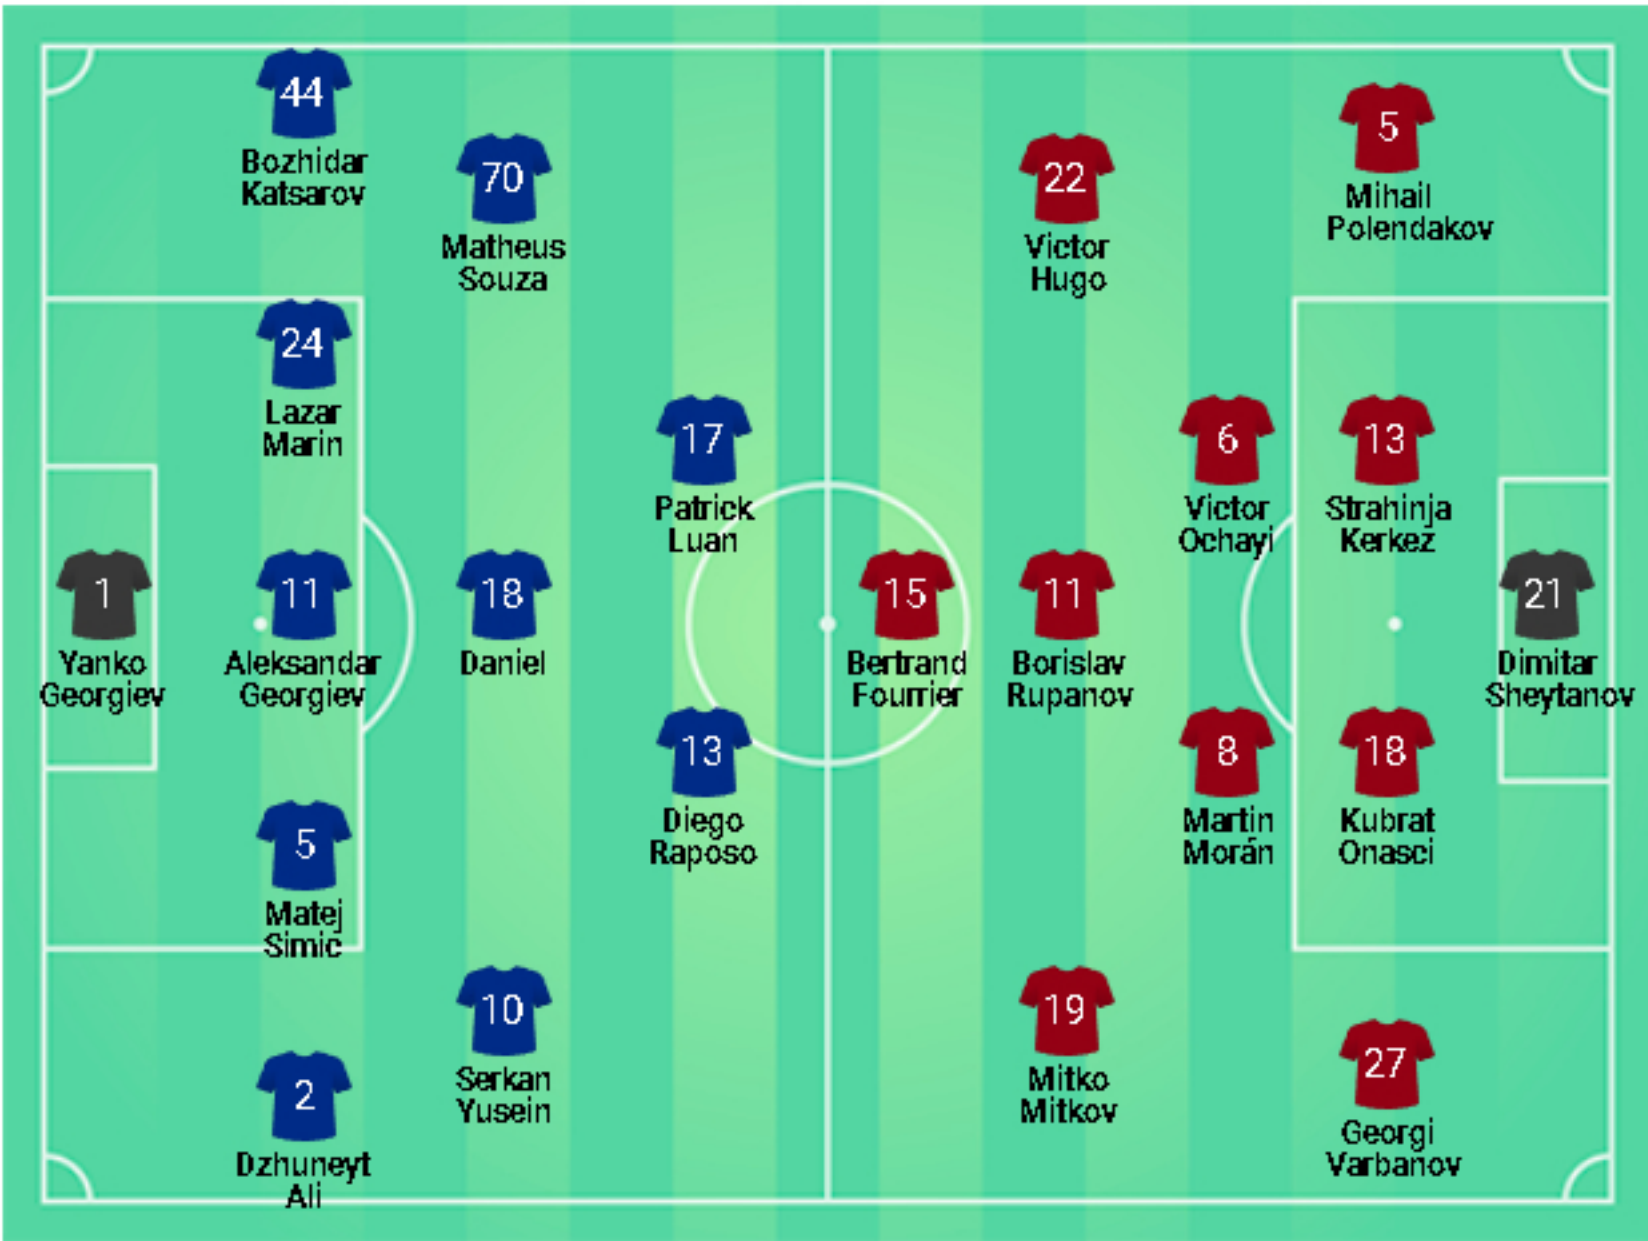 44
Bozhidar
Katsarov
70
Matheus
Souza
24
Lazar
Marin
17
Patrick
Luan
1
Yanko
Georgiev
11
Aleksandar
Georgiev
18
Daniel
13
Diego
Raposo
5
Matej
Simic
10
Serkan
Yusein
2
Dzhuneyt
Ali
22
Victor
Hugo
5
Mihail
Polendakov
6
Victor
Ochayi
13
Strahinja
Kerkez
15
Bertrand
Fourrier
11
Borislav
Rupanov
21
Dimitar
Sheytanov
8
Martin
Morán
18
Kubrat
Onasci
19
Mitko
Mitkov
27
Georgi
Varbanov